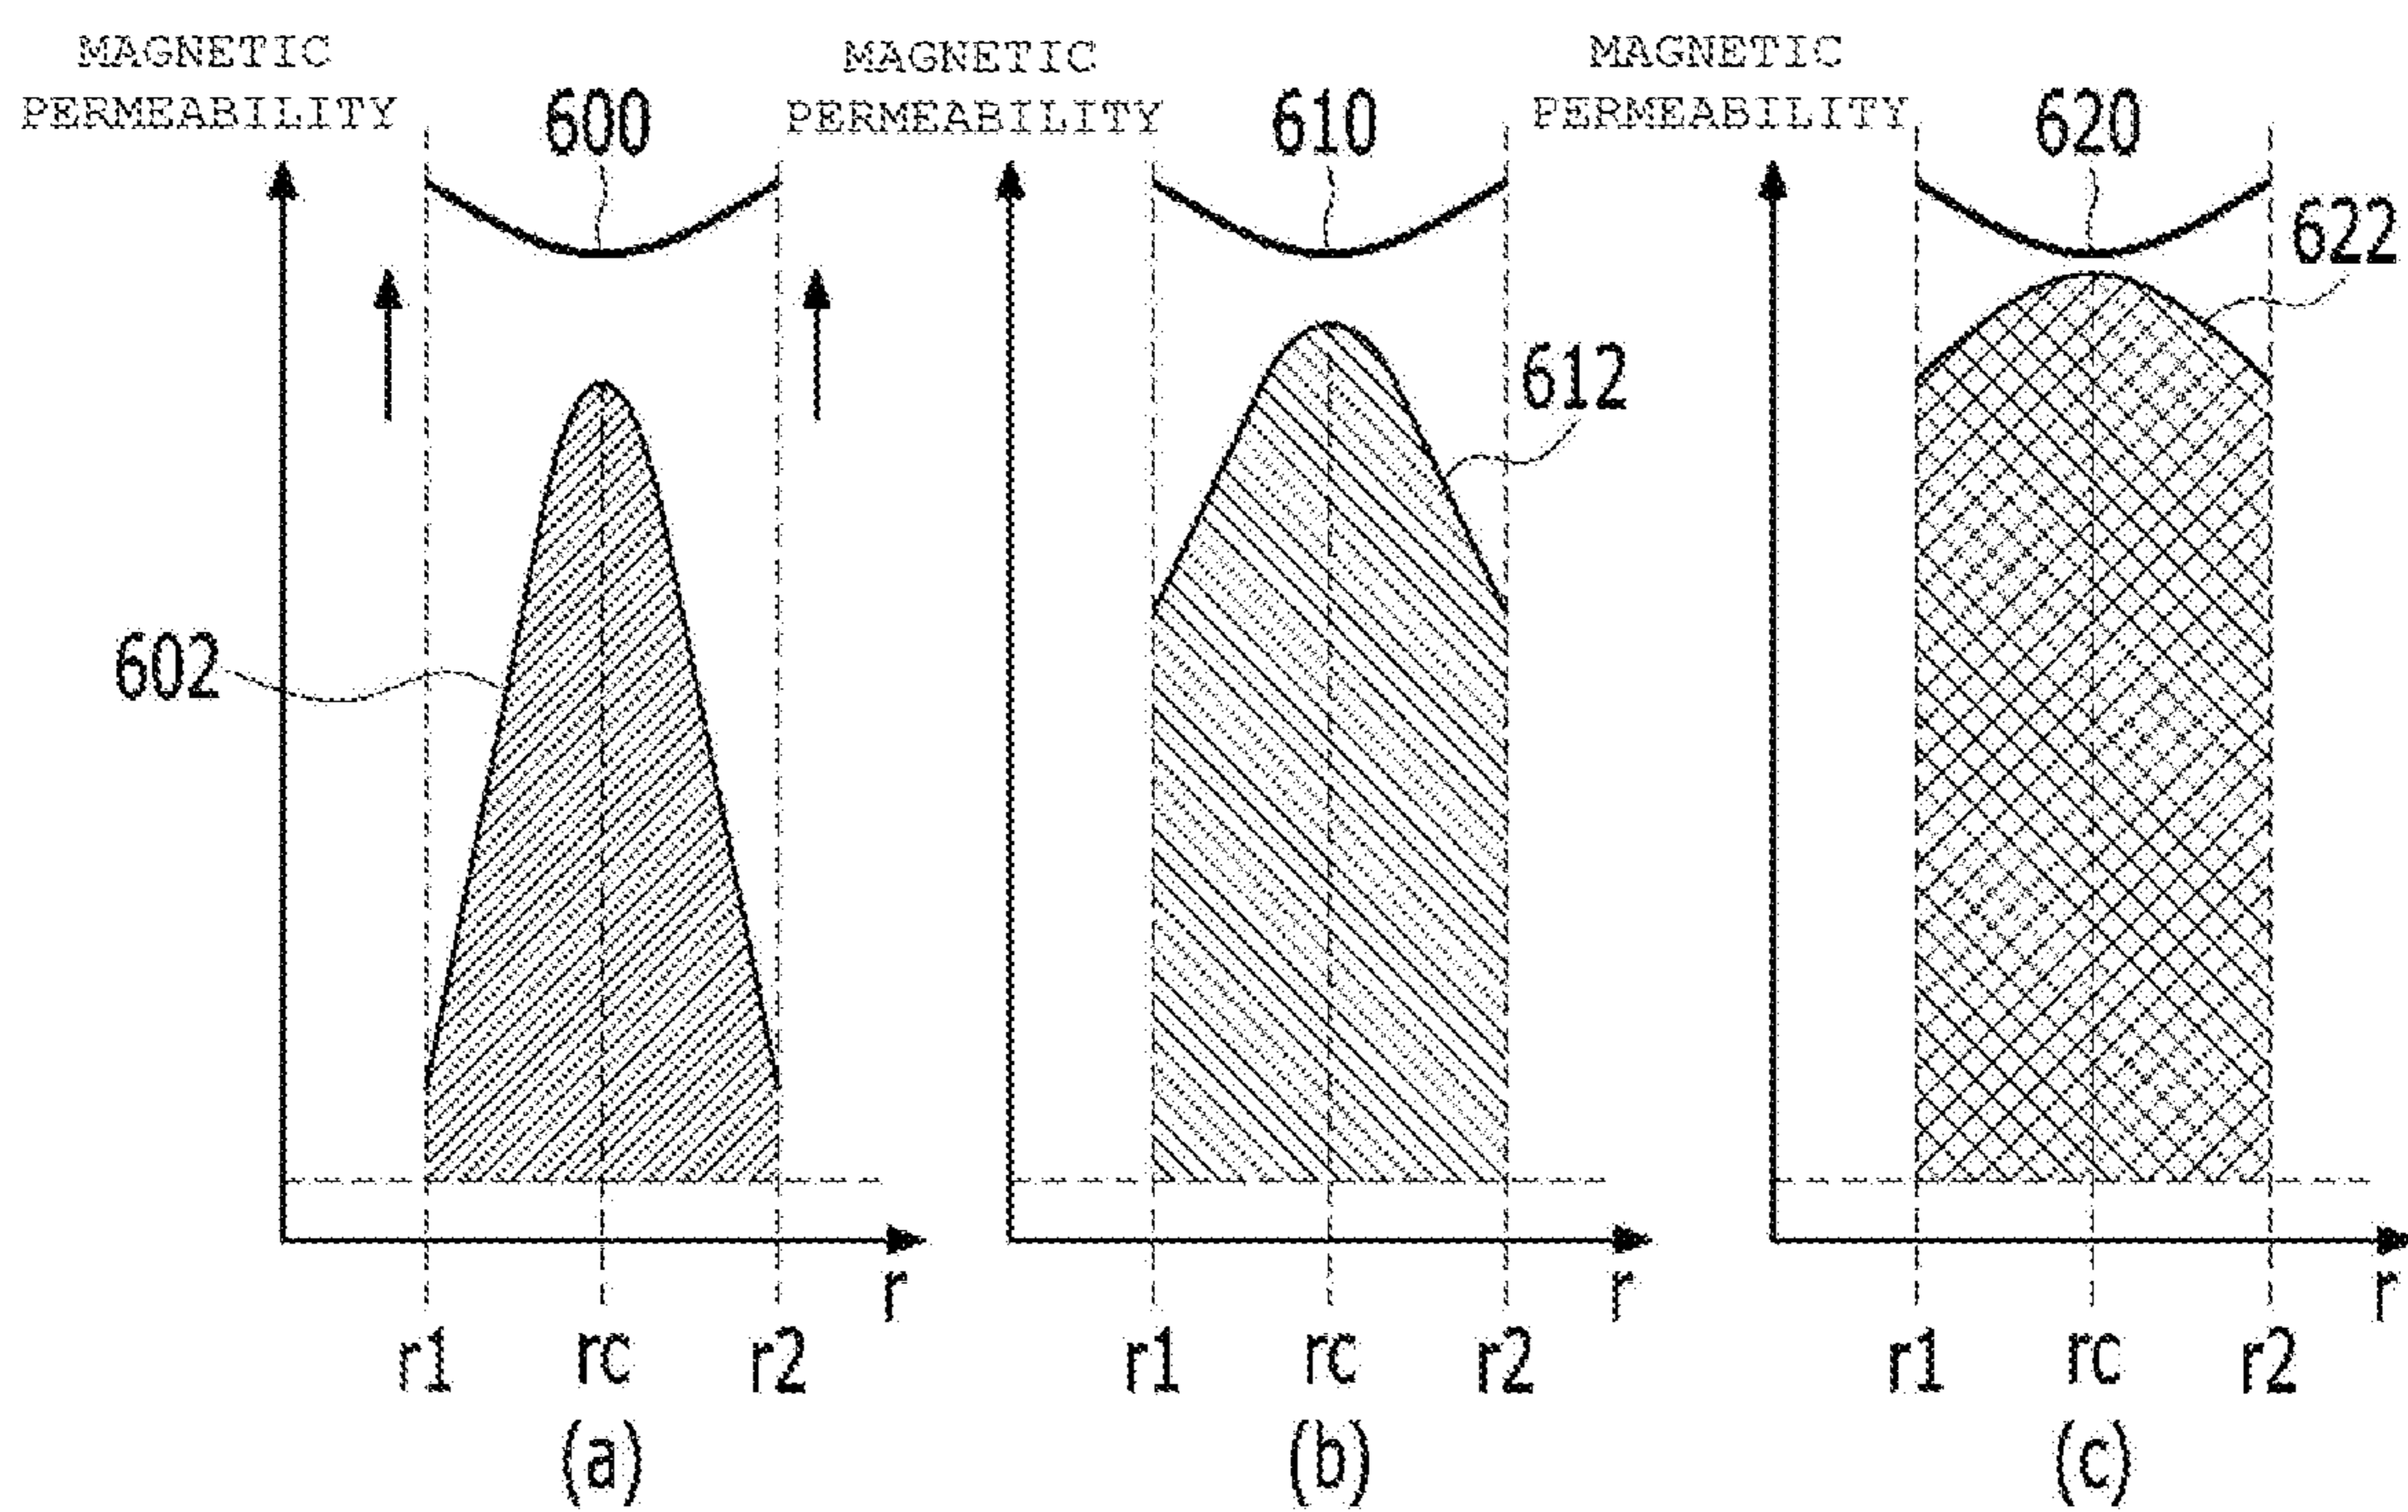 MAGNETIC
PERMEABILITY
600
602
r
r1 rc r2
(a)
MAGNETIC
PERMEABILITY
610
612
r
r1 rc r2
(b)
MAGNETIC
PERMEABILITY
620
622
r
r1 rc r2
(c)